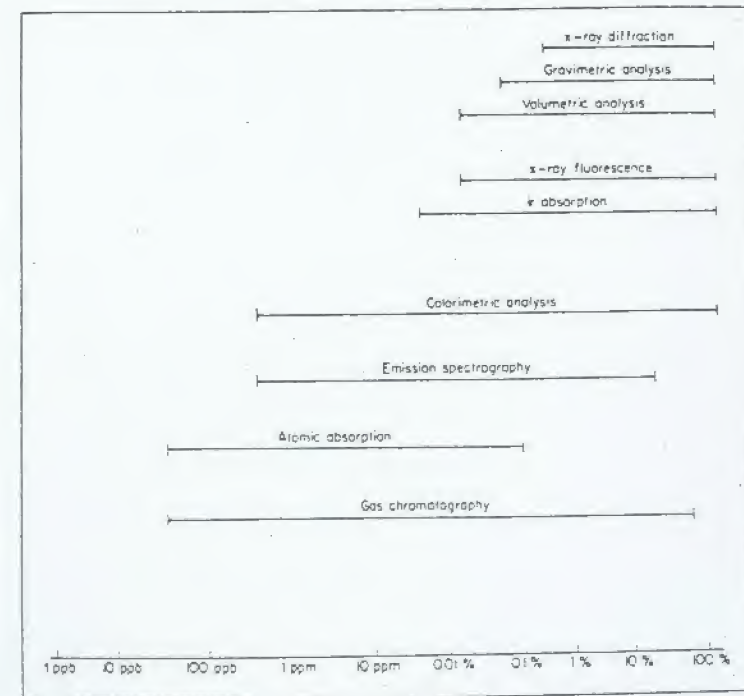 x-ray diffraction
Gravimetric analysis
Volumetric analysis
x-ray fluorescence
ir absorption
Colorimetric analysis
Emission spectrography
Atomic absorption
Gas chromatography
1 ppb 10 ppb 100 ppb 1 ppm 10 ppm 0.01 % 0.1 % 1 % 10 % 100 %